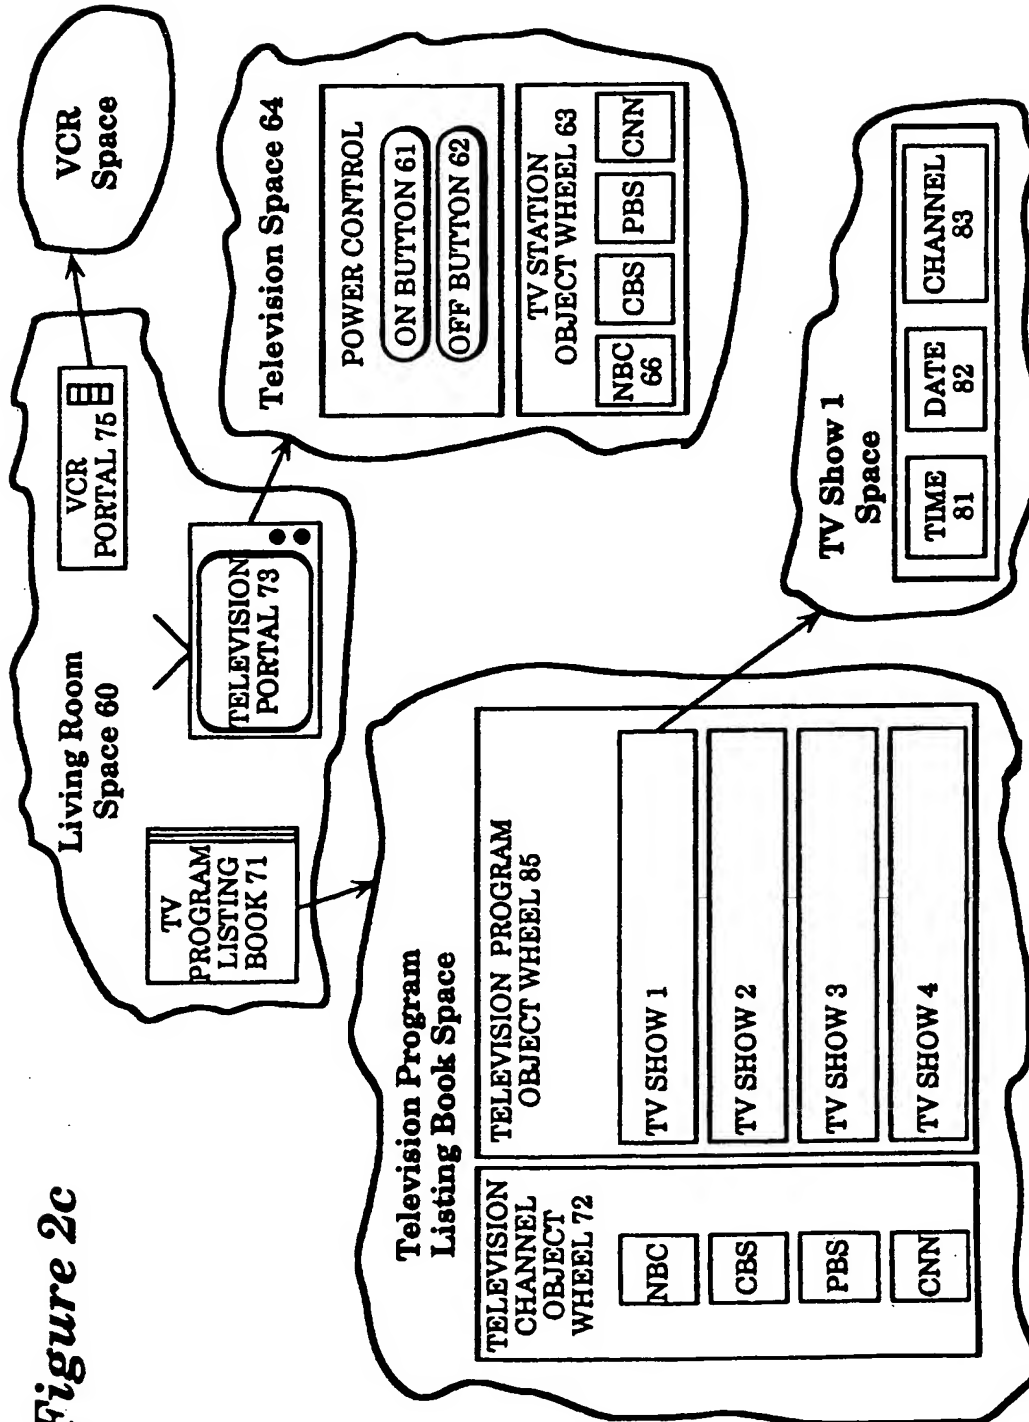 Figure 2c
Living Room
Space 60
TV
PROGRAM
LISTING
BOOK 71
TELEVISION
PORTAL 73
VCR
PORTAL 75
VCR
Space
Television Space 64
POWER CONTROL
ON BUTTON 61
OFF BUTTON 62
TV STATION
OBJECT WHEEL 63
NBC
66
CBS
PBS
CNN
Television Program
Listing Book Space
TELEVISION
CHANNEL
OBJECT
WHEEL 72
NBC
CBS
PBS
CNN
TELEVISION PROGRAM
OBJECT WHEEL 85
TV SHOW 1
TV SHOW 2
TV SHOW 3
TV SHOW 4
TV Show 1
Space
TIME
81
DATE
82
CHANNEL
83